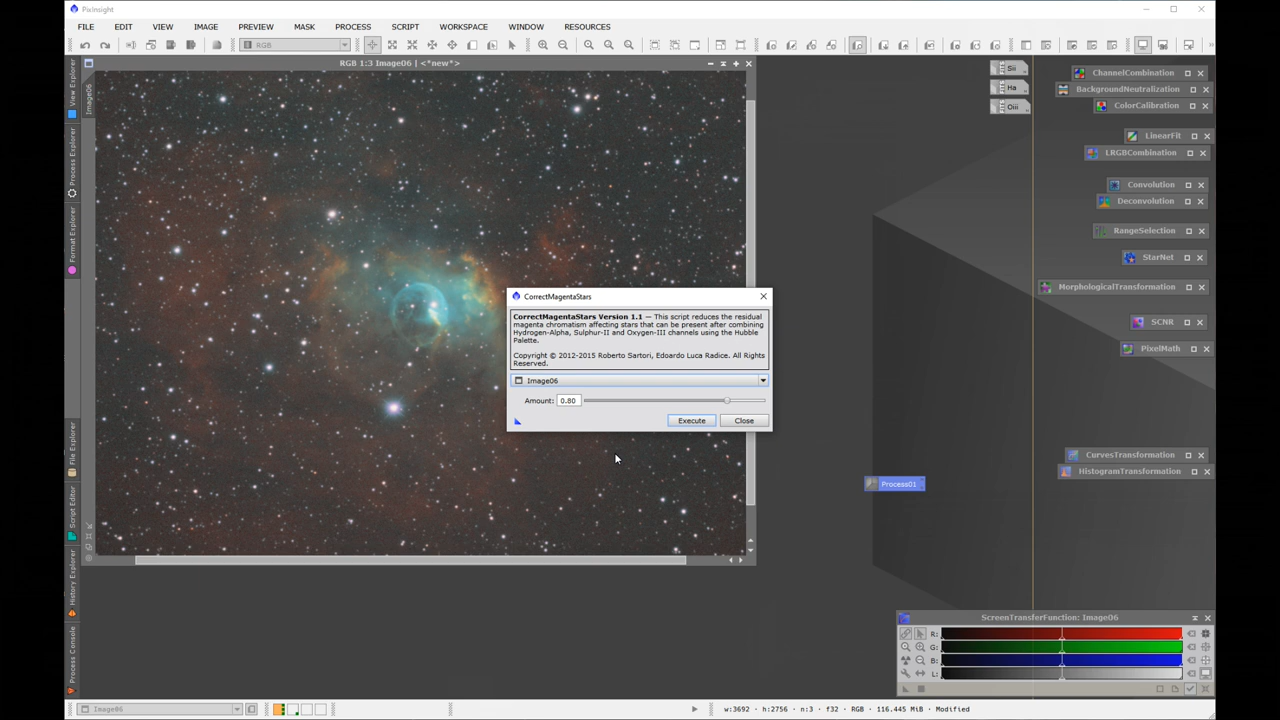 PixInsight
FILE EDIT VIEW IMAGE PREVIEW MASK PROCESS SCRIPT WORKSPACE WINDOW RESOURCES
RGB
RGB 1:3 Image06 | <*new*>
View Explorer
Process Explorer
Format Explorer
File Explorer
Script Editor
History Explorer
Process Console
Image06
Sii
Ha
Oiii
ChannelCombination
BackgroundNeutralization
ColorCalibration
LinearFit
LRGBCombination
Convolution
Deconvolution
RangeSelection
StarNet
MorphologicalTransformation
SCNR
PixelMath
CurvesTransformation
HistogramTransformation
Process01
CorrectMagentaStars
CorrectMagentaStars Version 1.1 — This script reduces the residual
magenta chromatism affecting stars that can be present after combining
Hydrogen-Alpha, Sulphur-II and Oxygen-III channels using the Hubble
Palette.
Copyright © 2012-2015 Roberto Sartori, Edoardo Luca Radice. All Rights
Reserved.
Image06
Amount: 0.80
Execute Close
ScreenTransferFunction: Image06
R:
G:
B:
L:
Image06
w:3692 · h:2756 · n:3 · f32 · RGB · 116.445 MiB · Modified